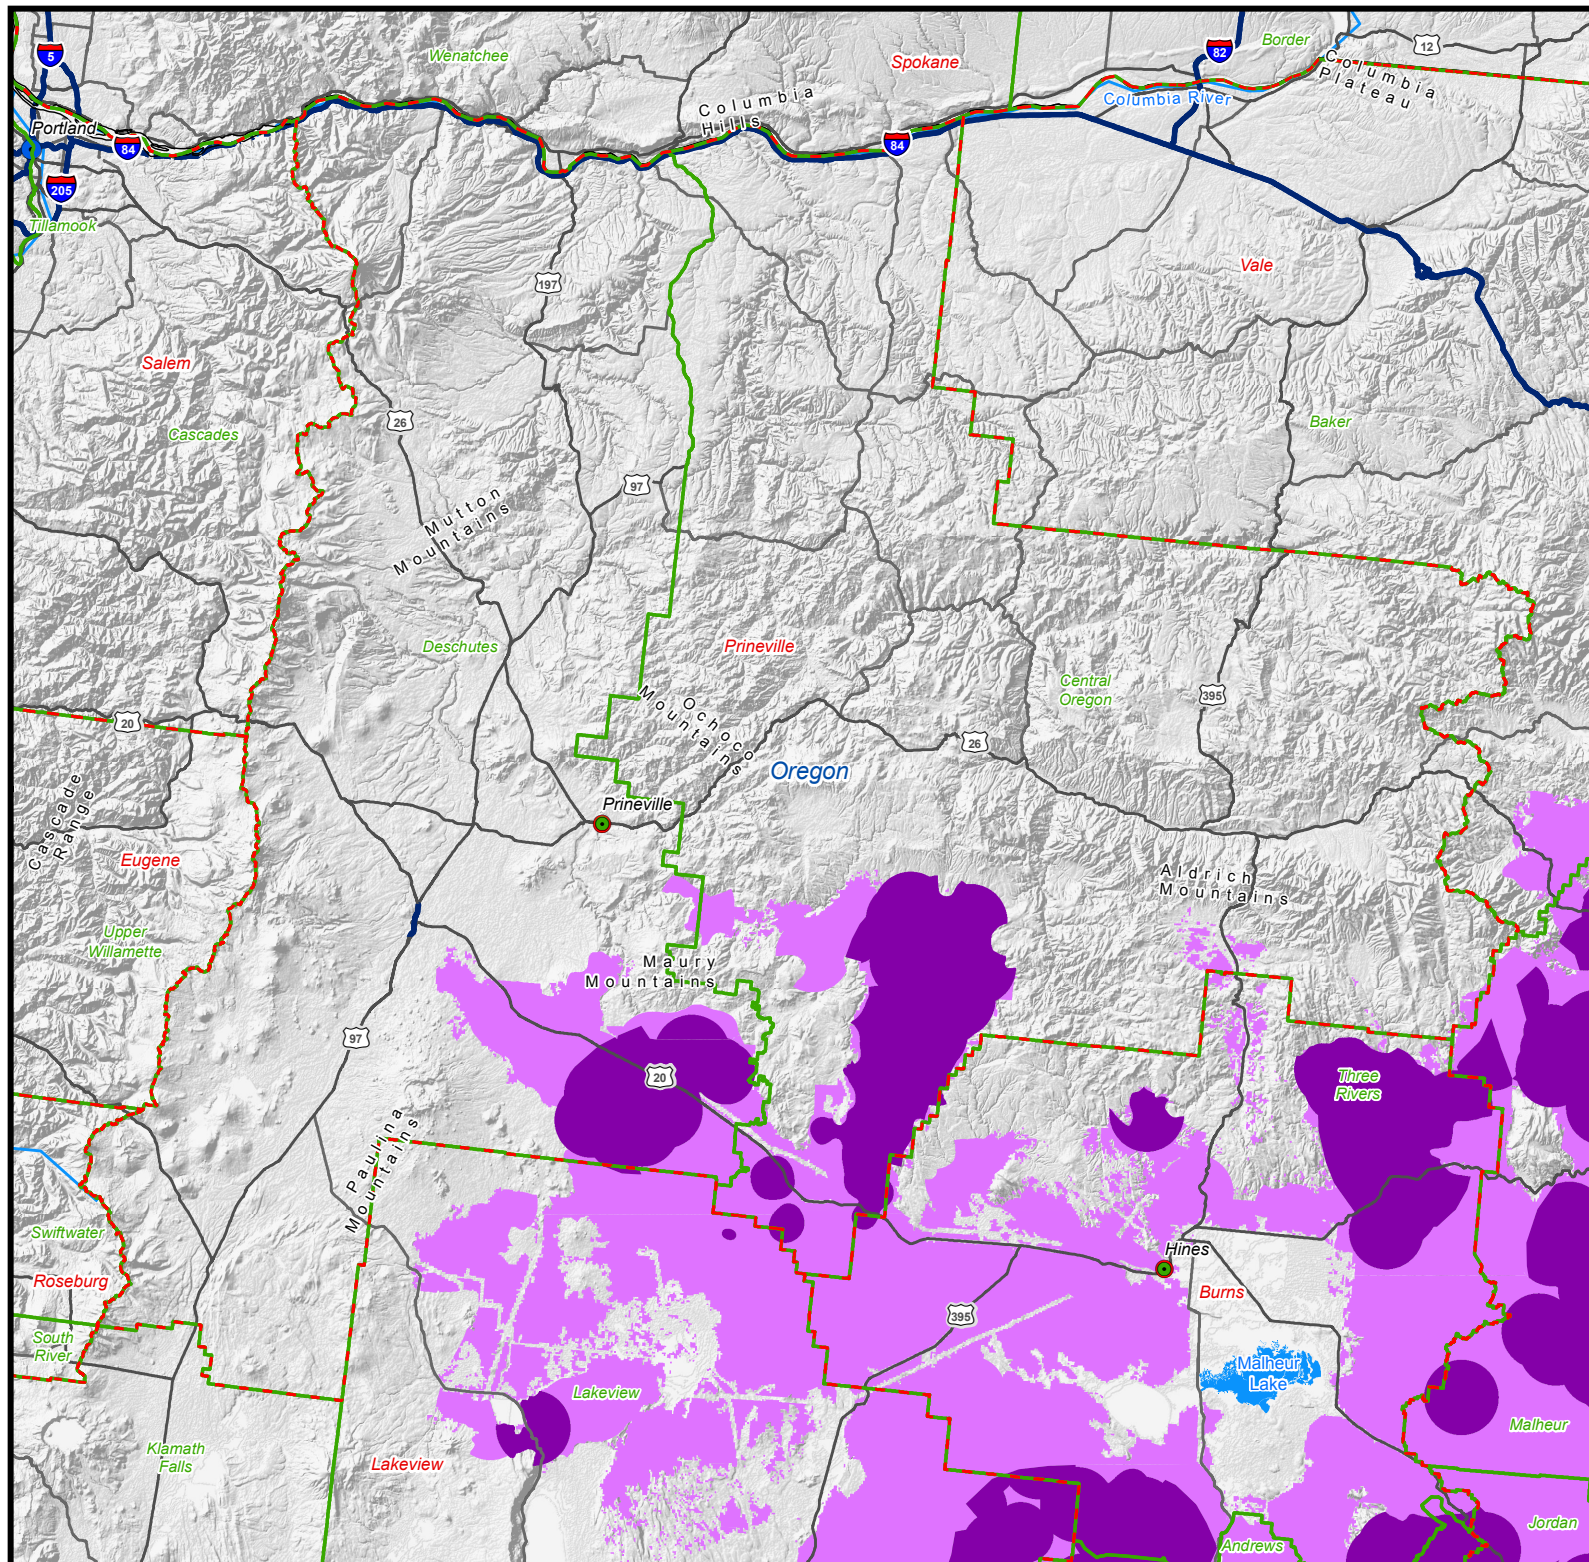 5
Wenatchee
Spokane
82
Border
12
Columbia
Plateau
Columbia
Hills
Columbia River
Portland
84
84
205
Tillamook
197
Vale
Salem
26
Cascades
Baker
97
Mutton
Mountains
Deschutes
Prineville
Central
Oregon
395
Ochoco
Mountains
20
26
Oregon
Cascade
Range
Prineville
Eugene
Aldrich
Mountains
Upper
Willamette
Maury
Mountains
97
20
Three
Rivers
Paulina
Mountains
Swiftwater
Roseburg
Hines
Burns
395
South
River
Malheur
Lake
Lakeview
Malheur
Klamath
Falls
Lakeview
Jordan
Andrews